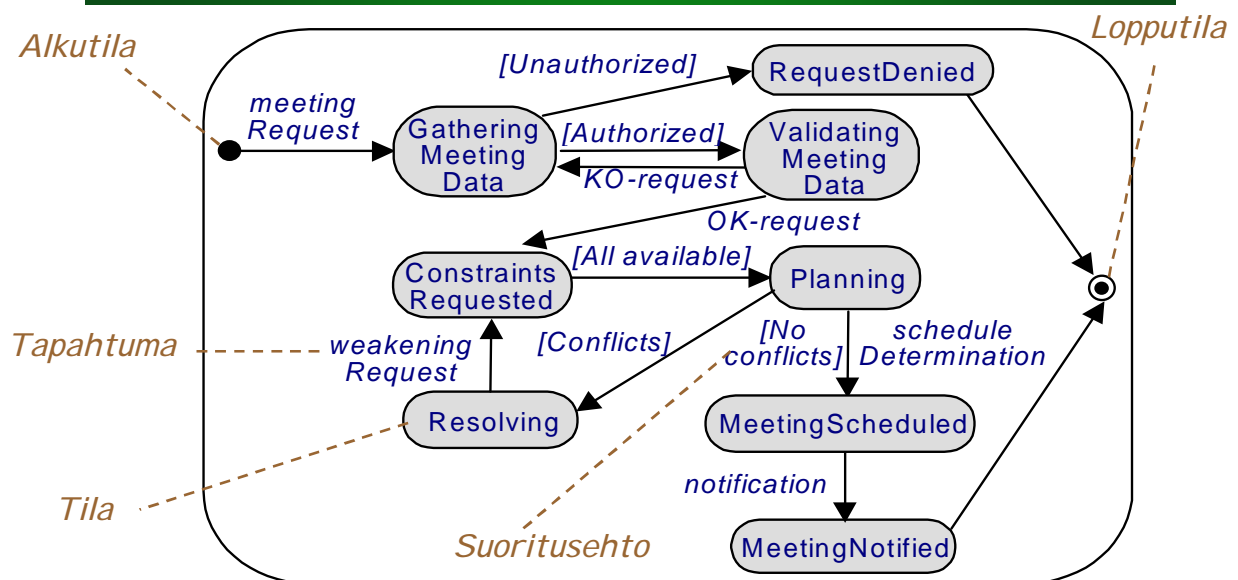 Alkutila
Lopputila
[Unauthorized]
RequestDenied
meeting
Request
Gathering
Meeting
Data
[Authorized]
Validating
Meeting
Data
KO-request
OK-request
Constraints
Requested
[All available]
Planning
Tapahtuma
weakening
Request
[Conflicts]
[No
conflicts]
schedule
Determination
Resolving
MeetingScheduled
notification
Tila
Suoritusehto
MeetingNotified